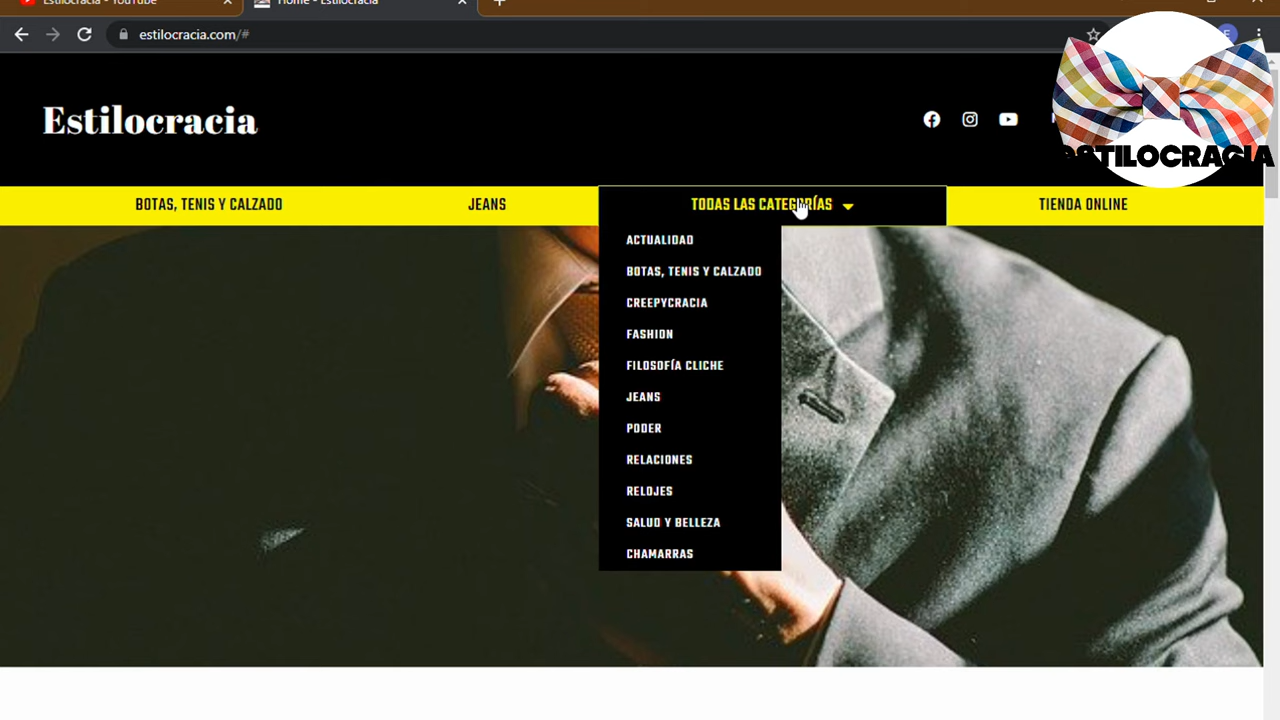 Estilocracia - YouTube
Home - Estilocracia
estilocracia.com/#
Estilocracia
ESTILOCRACIA
BOTAS, TENIS Y CALZADO
JEANS
TODAS LAS CATEGORÍAS
TIENDA ONLINE
ACTUALIDAD
BOTAS, TENIS Y CALZADO
CREEPYCRACIA
FASHION
FILOSOFÍA CLICHE
JEANS
PODER
RELACIONES
RELOJES
SALUD Y BELLEZA
CHAMARRAS